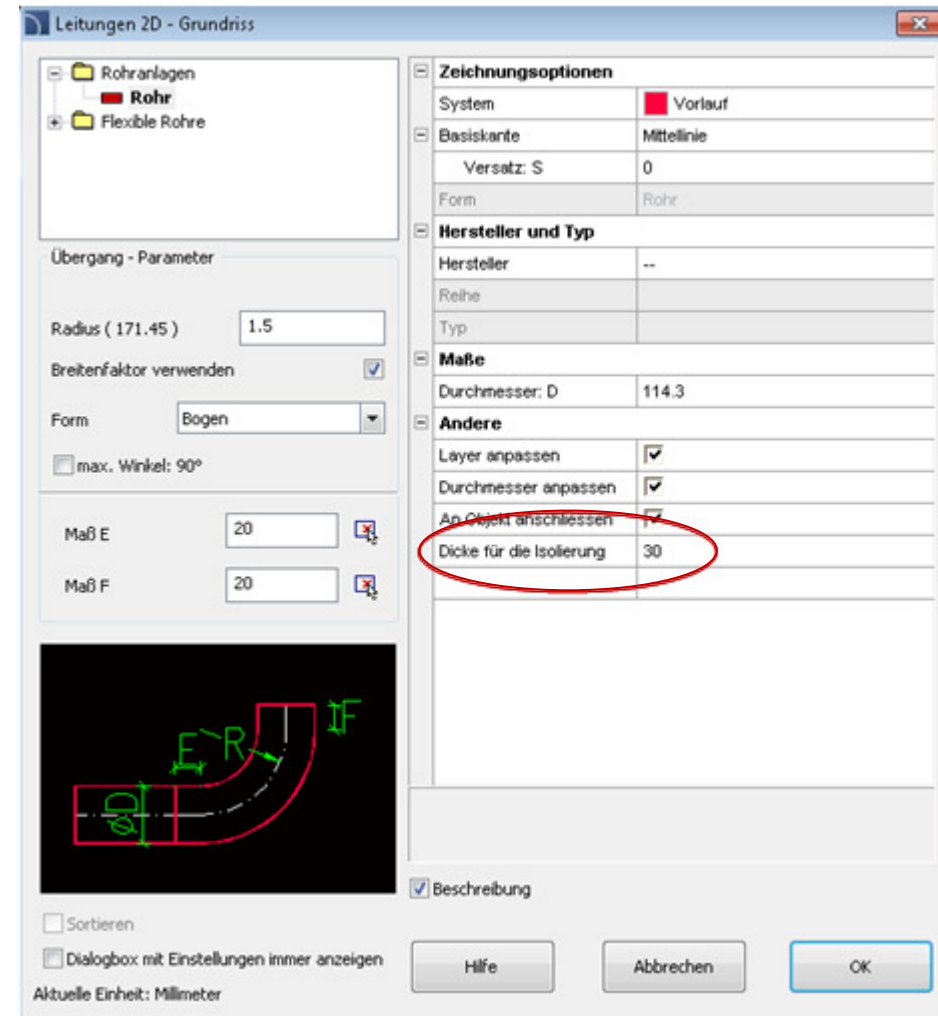 Leitungen 2D - Grundriss
Rohranlagen
Rohr
Flexible Rohre
Übergang - Parameter
Radius ( 171.45 ) 1.5
Breitenfaktor verwenden
Form Bogen
max. Winkel: 90°
Maß E 20
Maß F 20
F
E R
øD
Sortieren
Dialogbox mit Einstellungen immer anzeigen
Aktuelle Einheit: Millimeter
Zeichnungsoptionen
System Vorlauf
Basiskante Mittellinie
Versatz: S 0
Form Rohr
Hersteller und Typ
Hersteller --
Reihe
Typ
Maße
Durchmesser: D 114.3
Andere
Layer anpassen
Durchmesser anpassen
An Objekt anschliessen
Dicke für die Isolierung 30
Beschreibung
Hilfe Abbrechen OK